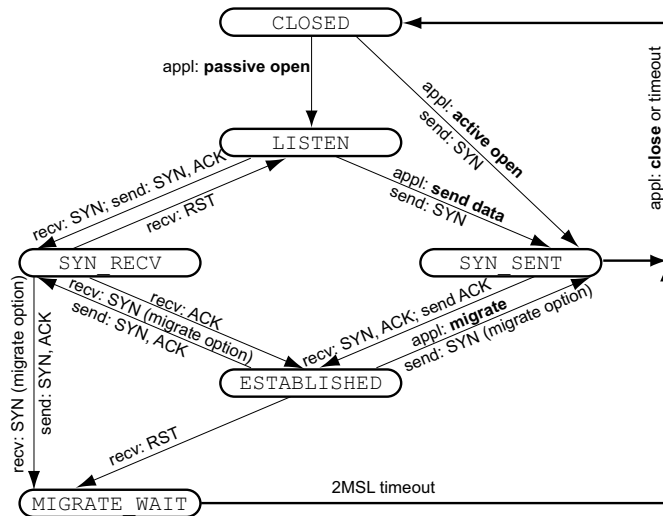 CLOSED
appl: passive open
appl: active open
send: SYN
appl: close or timeout
LISTEN
recv: SYN; send: SYN, ACK
recv: RST
appl: send data
send: SYN
SYN_RECV
SYN_SENT
recv: ACK
recv: SYN (migrate option)
send: SYN, ACK
recv: SYN, ACK; send ACK
appl: migrate
send: SYN (migrate option)
recv: SYN (migrate option)
send: SYN, ACK
ESTABLISHED
recv: RST
MIGRATE_WAIT
2MSL timeout